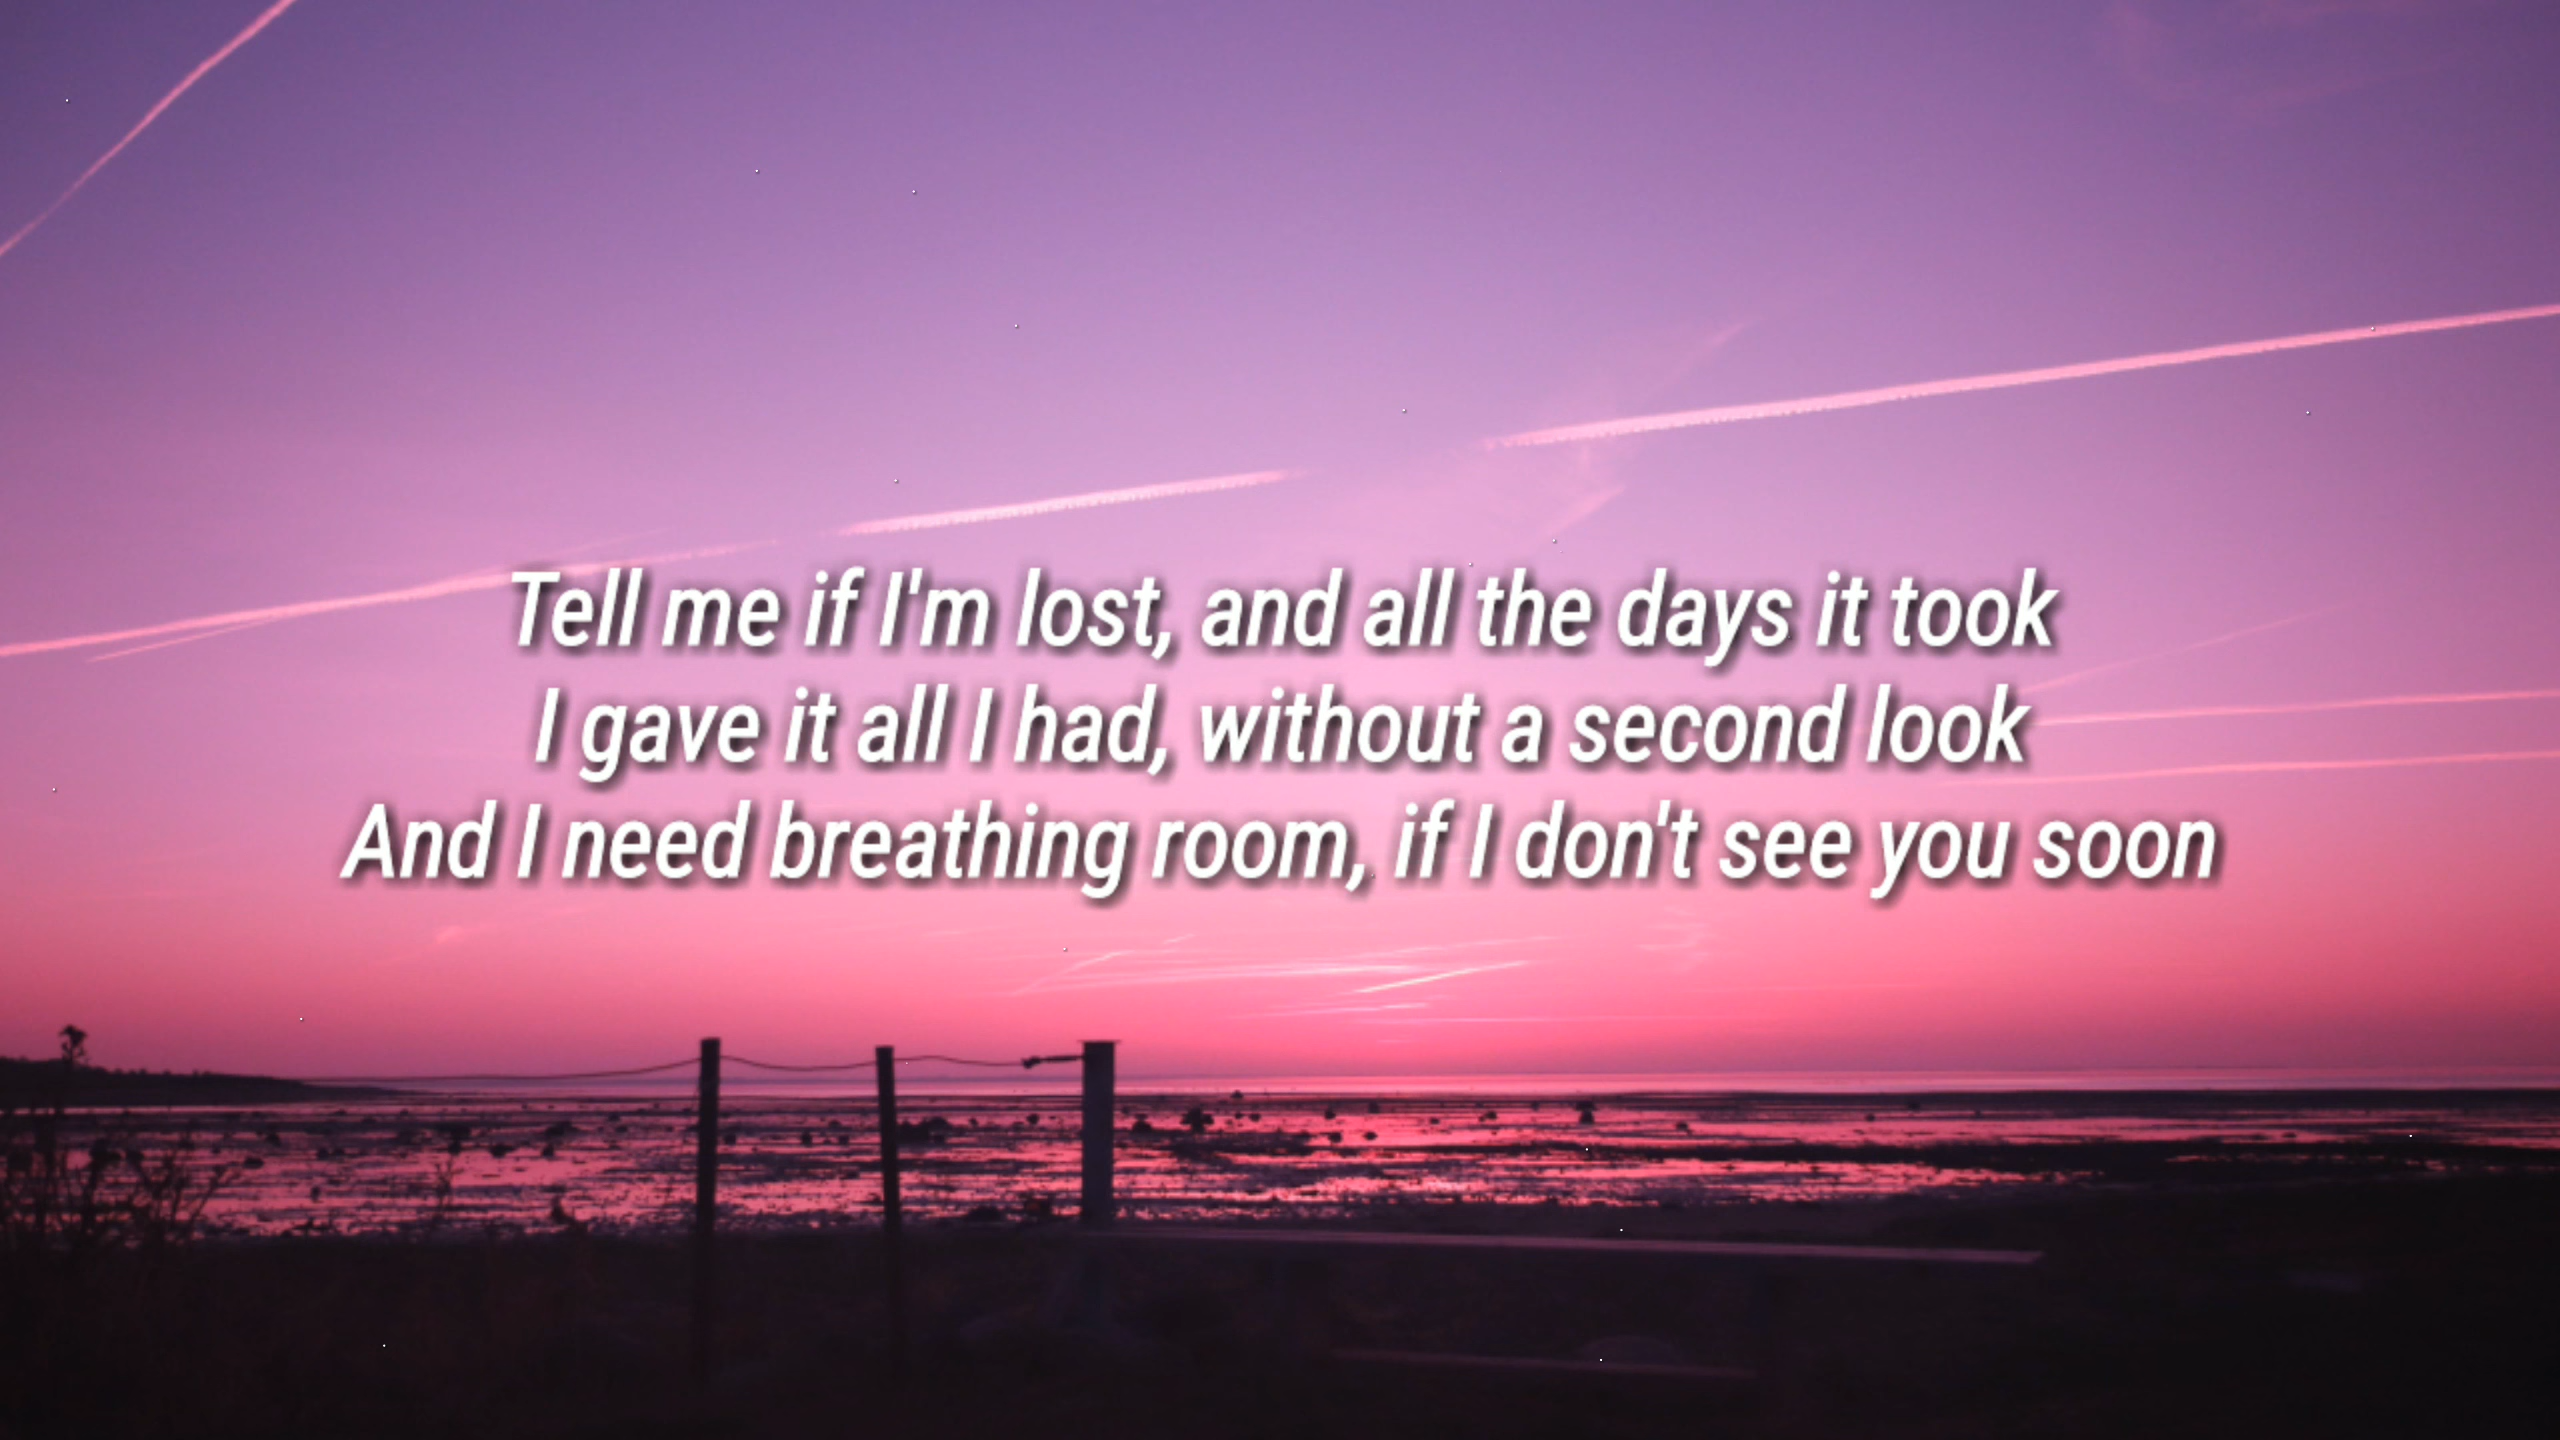 Tell me if I'm lost, and all the days it took
I gave it all I had, without a second look
And I need breathing room, if I don't see you soon